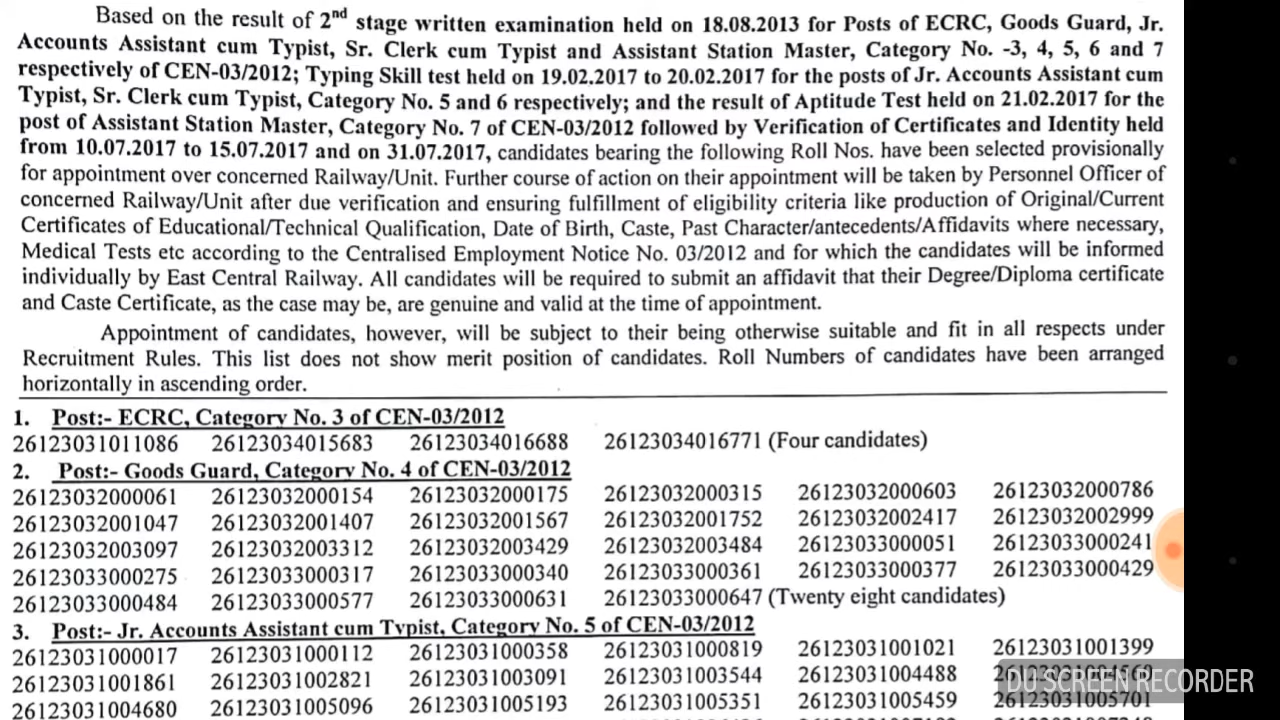 Based on the result of 2nd stage written examination held on 18.08.2013 for Posts of ECRC, Goods Guard, Jr.
Accounts Assistant cum Typist, Sr. Clerk cum Typist and Assistant Station Master, Category No. -3, 4, 5, 6 and 7
respectively of CEN-03/2012; Typing Skill test held on 19.02.2017 to 20.02.2017 for the posts of Jr. Accounts Assistant cum
Typist, Sr. Clerk cum Typist, Category No. 5 and 6 respectively; and the result of Aptitude Test held on 21.02.2017 for the
post of Assistant Station Master, Category No. 7 of CEN-03/2012 followed by Verification of Certificates and Identity held
from 10.07.2017 to 15.07.2017 and on 31.07.2017, candidates bearing the following Roll Nos. have been selected provisionally
for appointment over concerned Railway/Unit. Further course of action on their appointment will be taken by Personnel Officer of
concerned Railway/Unit after due verification and ensuring fulfillment of eligibility criteria like production of Original/Current
Certificates of Educational/Technical Qualification, Date of Birth, Caste, Past Character/antecedents/Affidavits where necessary,
Medical Tests etc according to the Centralised Employment Notice No. 03/2012 and for which the candidates will be informed
individually by East Central Railway. All candidates will be required to submit an affidavit that their Degree/Diploma certificate
and Caste Certificate, as the case may be, are genuine and valid at the time of appointment.
Appointment of candidates, however, will be subject to their being otherwise suitable and fit in all respects under
Recruitment Rules. This list does not show merit position of candidates. Roll Numbers of candidates have been arranged
horizontally in ascending order.
1. Post:- ECRC, Category No. 3 of CEN-03/2012
26123031011086 26123034015683 26123034016688 26123034016771 (Four candidates)
2. Post:- Goods Guard, Category No. 4 of CEN-03/2012
26123032000061 26123032000154 26123032000175 26123032000315 26123032000603 26123032000786
26123032001047 26123032001407 26123032001567 26123032001752 26123032002417 26123032002999
26123032003097 26123032003312 26123032003429 26123032003484 26123033000051 26123033000241
26123033000275 26123033000317 26123033000340 26123033000361 26123033000377 26123033000429
26123033000484 26123033000577 26123033000631 26123033000647 (Twenty eight candidates)
3. Post:- Jr. Accounts Assistant cum Typist, Category No. 5 of CEN-03/2012
26123031000017 26123031000112 26123031000358 26123031000819 26123031001021 26123031001399
26123031001861 26123031002821 26123031003091 26123031003544 26123031004488
26123031004680 26123031005096 26123031005193 26123031005351 26123031005459 26123031005701
DU SCREEN RECORDER